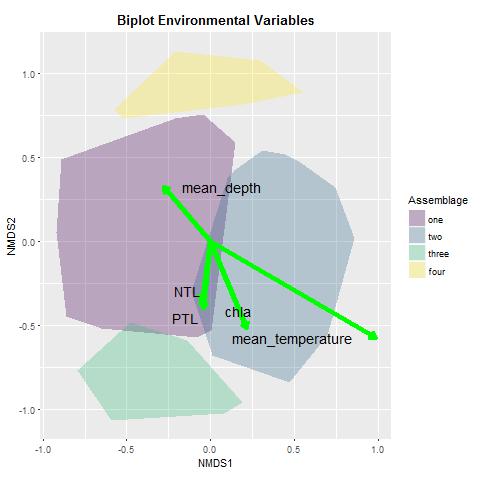 Biplot Environmental Variables
1.0
0.5
0.0
-0.5
-1.0
NMDS2
mean_depth
NTL
PTL
chla
mean_temperature
-1.0 -0.5 0.0 0.5 1.0
NMDS1
Assemblage
one
two
three
four